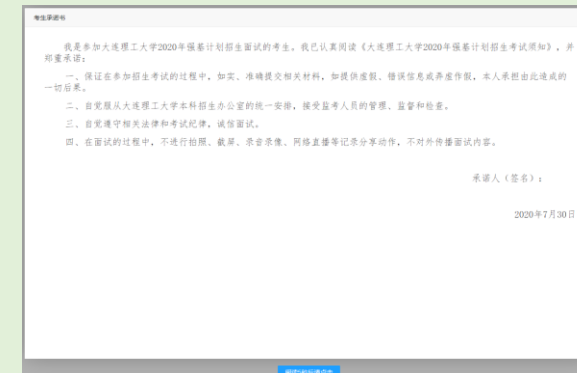 考生承诺书
我是参加大连理工大学2020年强基计划招生面试的考生。我已认真阅读《大连理工大学2020年强基计划招生考试须知》，并
郑重承诺：
一、保证在参加招生考试的过程中，如实、准确提交相关材料，如提供虚假、错误信息或弄虚作假，本人承担由此造成的
一切后果。
二、自觉服从大连理工大学本科招生办公室的统一安排，接受监考人员的管理、监督和检查。
三、自觉遵守相关法律和考试纪律，诚信面试。
四、在面试的过程中，不进行拍照、截屏、录音录像、网络直播等记录分享动作，不对外传播面试内容。
承诺人（签名）：
2020年7月30日